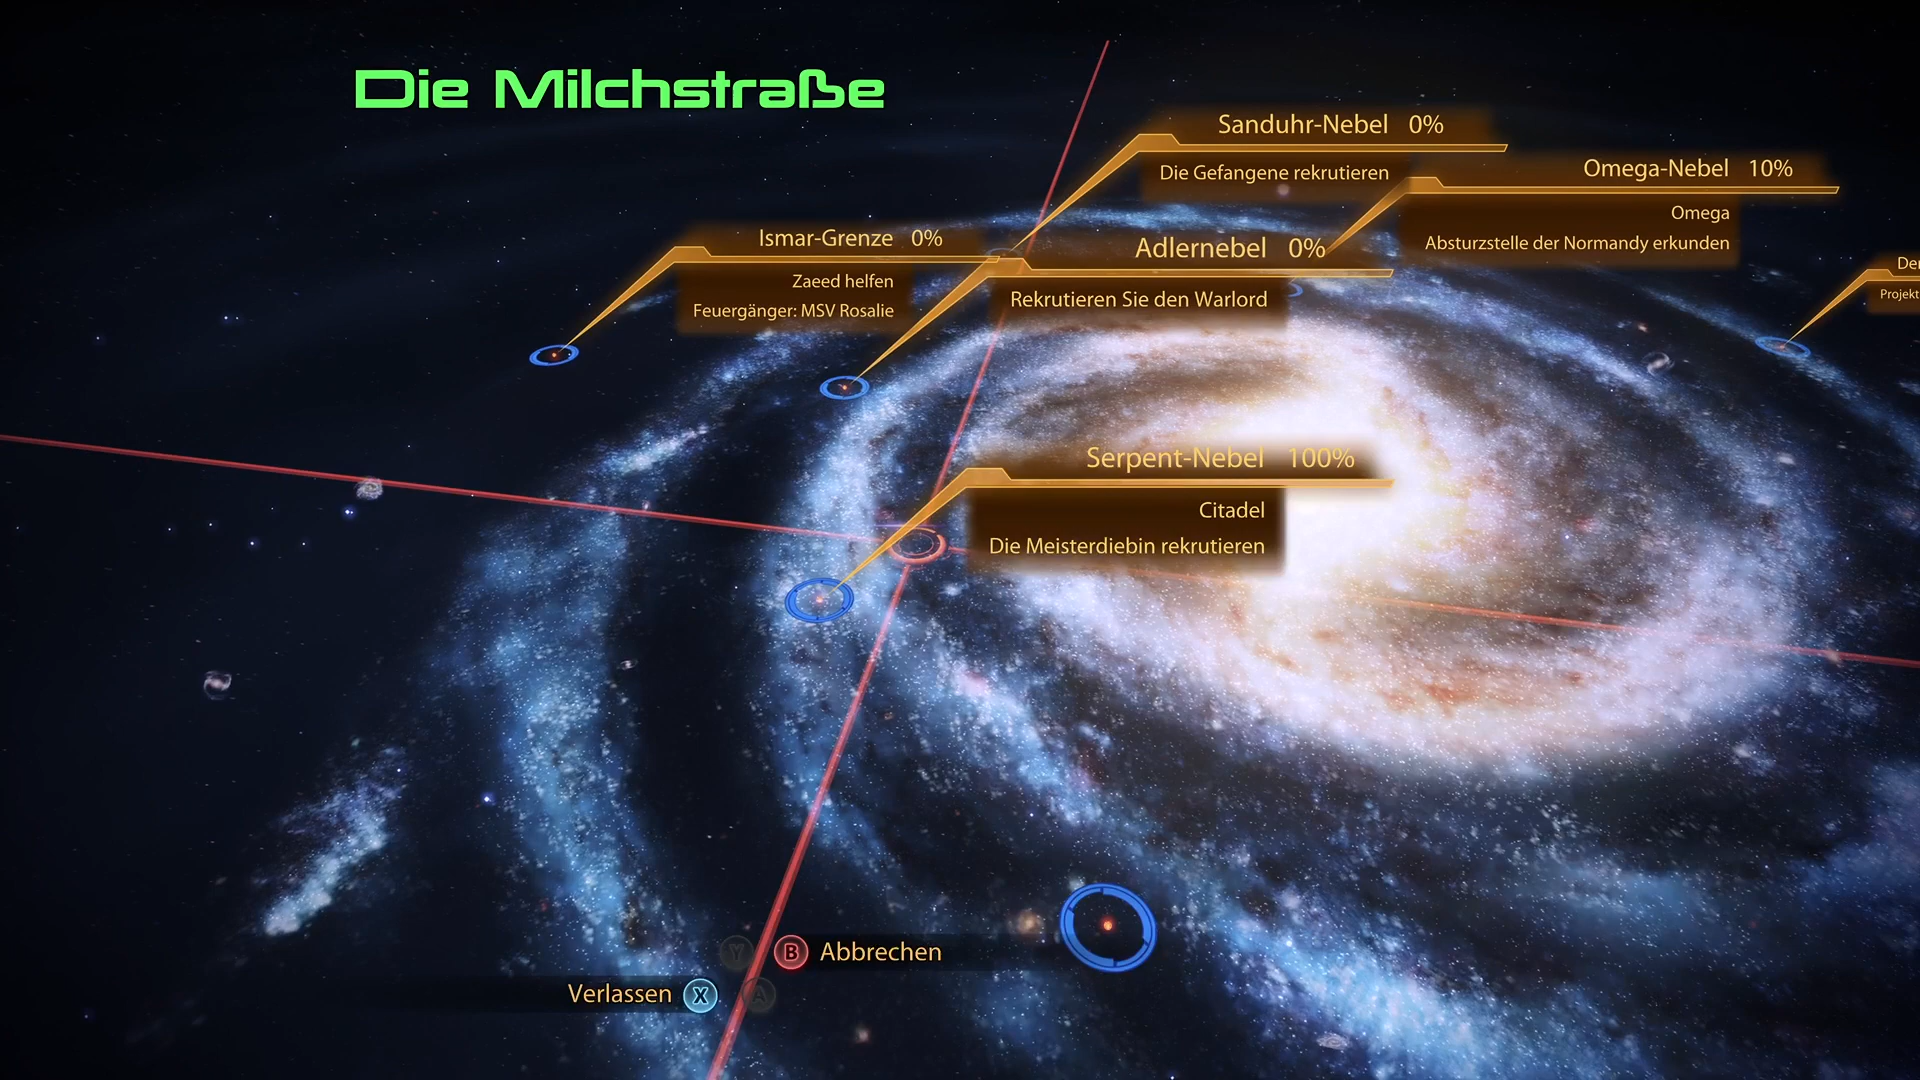 Die Milchstraße
Sanduhr-Nebel 0%
Die Gefangene rekrutieren
Omega-Nebel 10%
Omega
Absturzstelle der Normandy erkunden
Ismar-Grenze 0%
Zaeed helfen
Feuergänger: MSV Rosalie
Adlernebel 0%
Rekrutieren Sie den Warlord
Projekt
Serpent-Nebel 100%
Citadel
Die Meisterdiebin rekrutieren
Y
B Abbrechen
Verlassen X
A